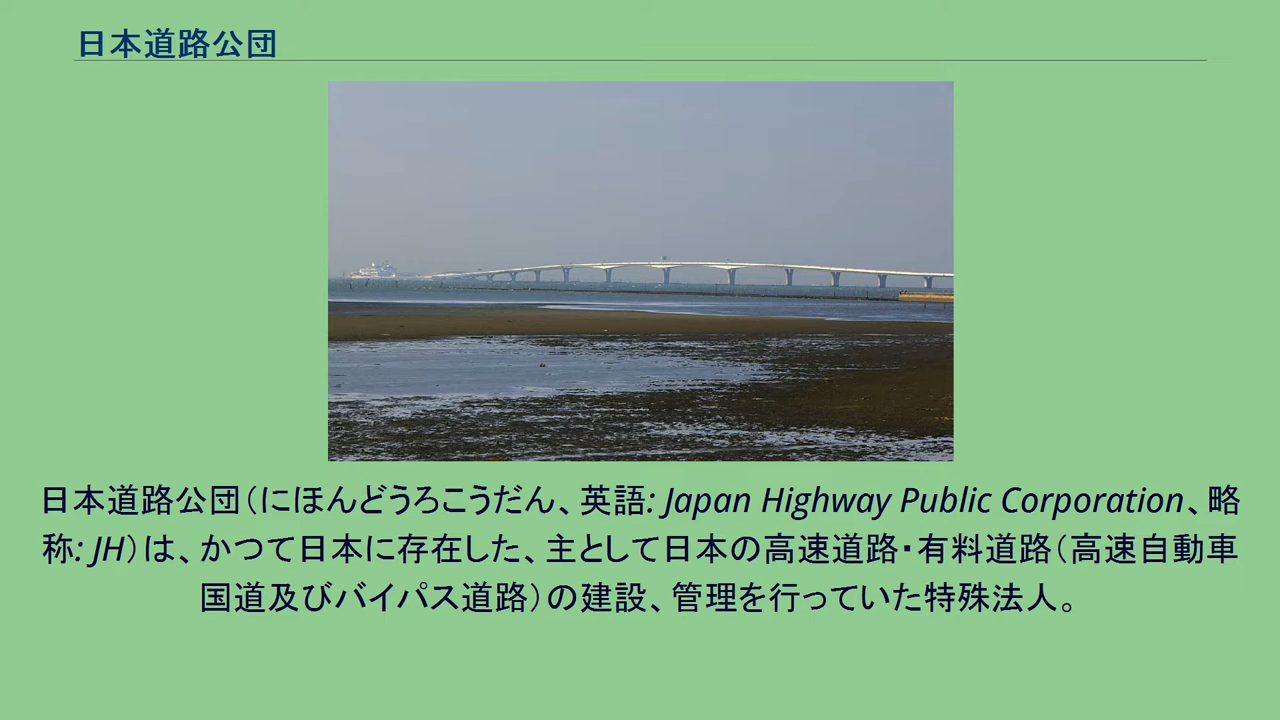 日本道路公団
日本道路公団（にほんどうろこうだん、英語: Japan Highway Public Corporation、略
称: JH）は、かつて日本に存在した、主として日本の高速道路・有料道路（高速自動車
国道及びバイパス道路）の建設、管理を行っていた特殊法人。